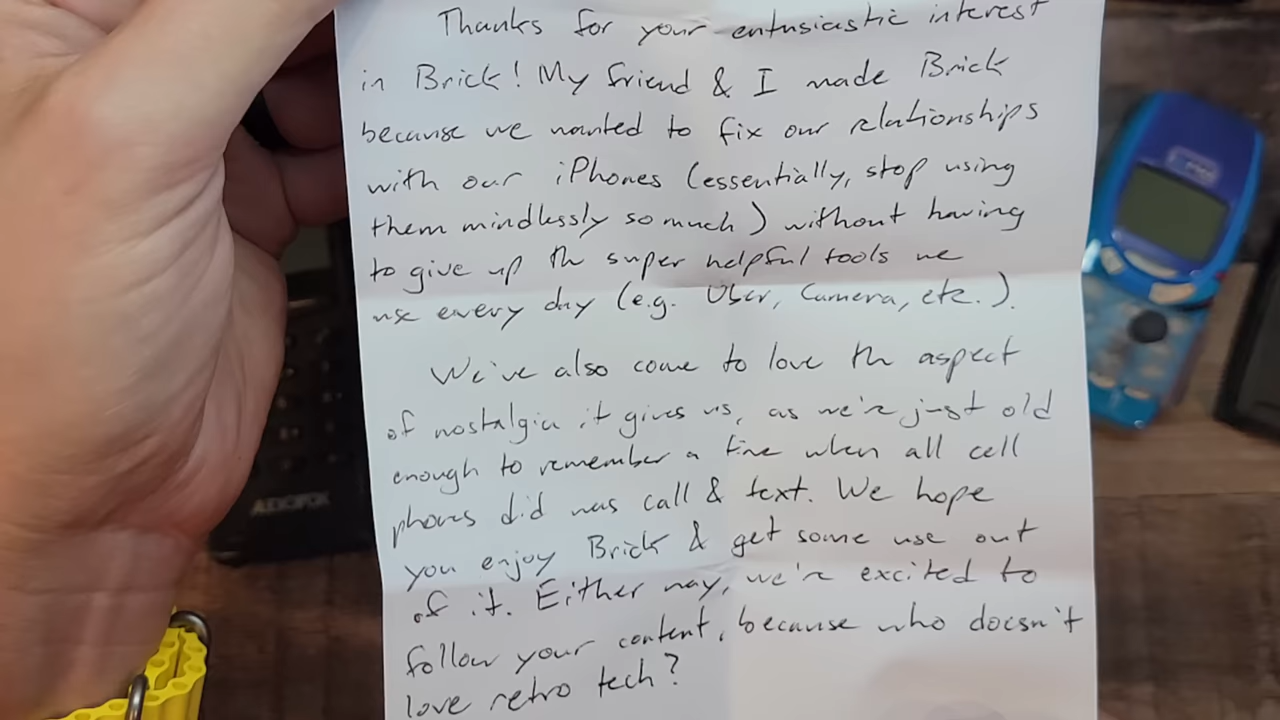 Thanks for your entusiastic interest
in Brick! My friend & I made Brick
because we wanted to fix our relationships
with our iPhones (essentially, stop using
them mindlessly so much) without having
to give up the super helpful tools we
use every day (e.g. Uber, Camera, etc.).
We've also come to love the aspect
of nostalgia it gives us, as we're just old
enough to remember a time when all cell
phones did was call & text. We hope
you enjoy Brick & get some use out
of it. Either way, we're excited to
follow your content, because who doesn't
love retro tech?
AUDIOVOX